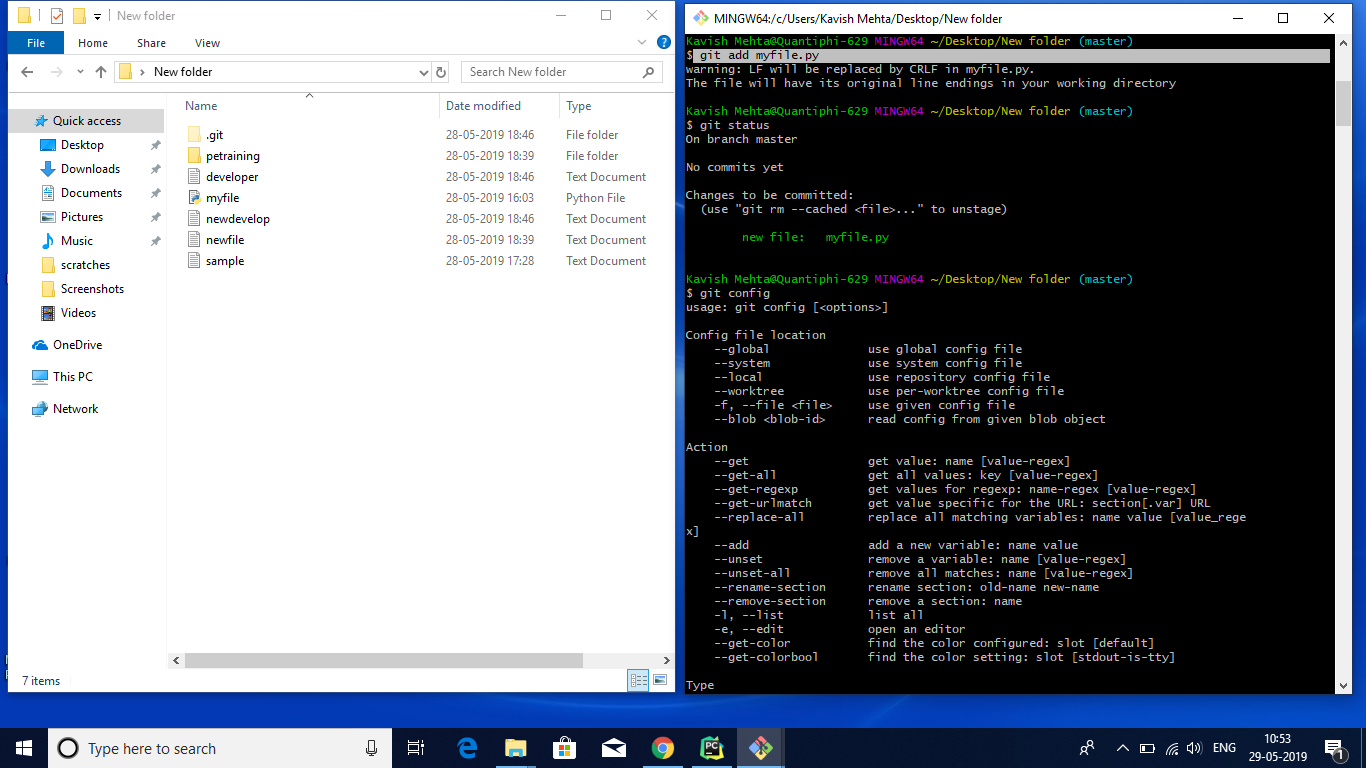 New folder
File Home Share View
New folder
Search New folder
Name Date modified Type
Quick access
Desktop
Downloads
Documents
Pictures
Music
scratches
Screenshots
Videos
OneDrive
This PC
Network
.git 28-05-2019 18:46 File folder
petraining 28-05-2019 18:39 File folder
developer 28-05-2019 18:46 Text Document
myfile 28-05-2019 16:03 Python File
newdevelop 28-05-2019 18:46 Text Document
newfile 28-05-2019 18:39 Text Document
sample 28-05-2019 17:28 Text Document
7 items
MINGW64:/c/Users/Kavish Mehta/Desktop/New folder
Kavish Mehta@Quantiphi-629 MINGW64 ~/Desktop/New folder (master)
$ git add myfile.py
warning: LF will be replaced by CRLF in myfile.py.
The file will have its original line endings in your working directory
Kavish Mehta@Quantiphi-629 MINGW64 ~/Desktop/New folder (master)
$ git status
On branch master
No commits yet
Changes to be committed:
(use "git rm --cached <file>..." to unstage)
new file: myfile.py
Kavish Mehta@Quantiphi-629 MINGW64 ~/Desktop/New folder (master)
$ git config
usage: git config [<options>]
Config file location
--global use global config file
--system use system config file
--local use repository config file
--worktree use per-worktree config file
-f, --file <file> use given config file
--blob <blob-id> read config from given blob object
Action
--get get value: name [value-regex]
--get-all get all values: key [value-regex]
--get-regexp get values for regexp: name-regex [value-regex]
--get-urlmatch get value specific for the URL: section[.var] URL
--replace-all replace all matching variables: name value [value_rege
x]
--add add a new variable: name value
--unset remove a variable: name [value-regex]
--unset-all remove all matches: name [value-regex]
--rename-section rename section: old-name new-name
--remove-section remove a section: name
-l, --list list all
-e, --edit open an editor
--get-color find the color configured: slot [default]
--get-colorbool find the color setting: slot [stdout-is-tty]
Type
Type here to search
PC
ENG
10:53
29-05-2019
1